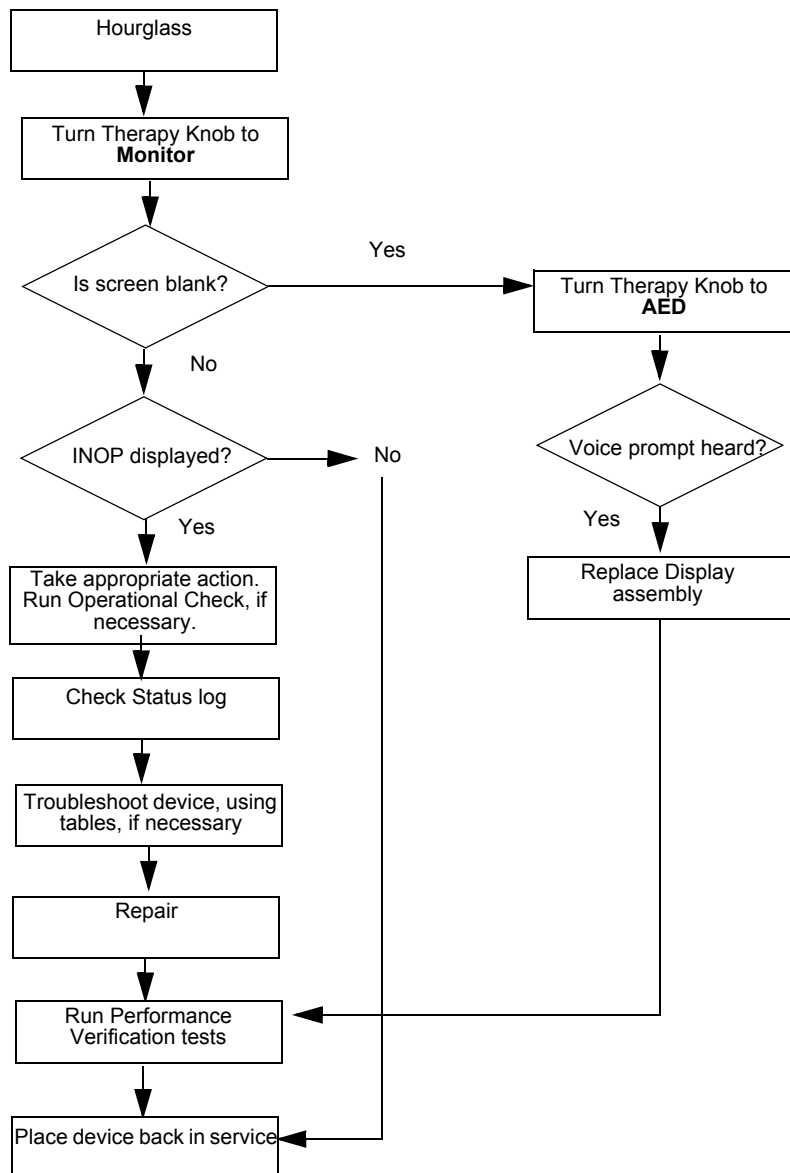 Hourglass
Turn Therapy Knob to
Monitor
Is screen blank?
Yes
Turn Therapy Knob to
AED
No
Voice prompt heard?
INOP displayed?
No
Yes
Yes
Take appropriate action.
Run Operational Check, if
necessary.
Replace Display
assembly
Check Status log
Troubleshoot device, using
tables, if necessary
Repair
Run Performance
Verification tests
Place device back in service